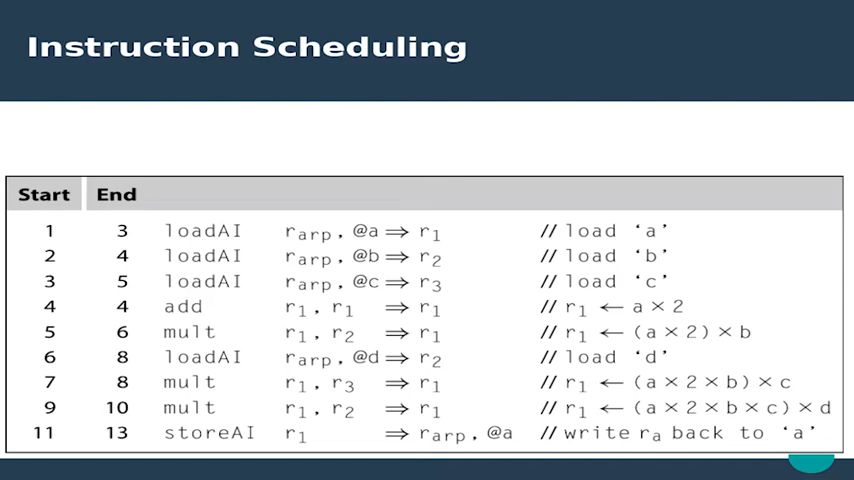 Instruction Scheduling
Start End
1 3 loadAI rarp, @a ⇒ r1 // load ‘a’
2 4 loadAI rarp, @b ⇒ r2 // load ‘b’
3 5 loadAI rarp, @c ⇒ r3 // load ‘c’
4 4 add r1, r1 ⇒ r1 // r1 ← a × 2
5 6 mult r1, r2 ⇒ r1 // r1 ← (a × 2) × b
6 8 loadAI rarp, @d ⇒ r2 // load ‘d’
7 8 mult r1, r3 ⇒ r1 // r1 ← (a × 2 × b) × c
9 10 mult r1, r2 ⇒ r1 // r1 ← (a × 2 × b × c) × d
11 13 storeAI r1 ⇒ rarp, @a // write ra back to ‘a’